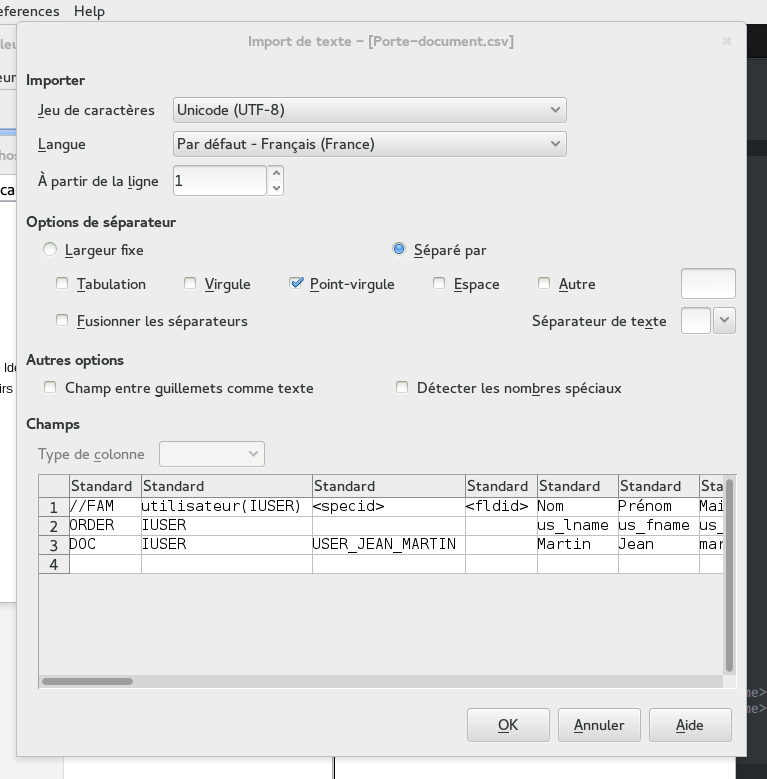 eferences Help
Import de texte – [Porte-document.csv]
Importer
Jeu de caractères Unicode (UTF-8)
Langue Par défaut - Français (France)
À partir de la ligne 1
Options de séparateur
Largeur fixe Séparé par
Tabulation Virgule Point-virgule Espace Autre
Fusionner les séparateurs Séparateur de texte
Autres options
Champ entre guillemets comme texte Détecter les nombres spéciaux
Champs
Type de colonne
Standard Standard Standard Standard Standard Standard Sta
1 //FAM utilisateur(IUSER) <specid> <fldid> Nom Prénom Mai
2 ORDER IUSER us_lname us_fname us_
3 DOC IUSER USER_JEAN_MARTIN Martin Jean mar
4
OK Annuler Aide